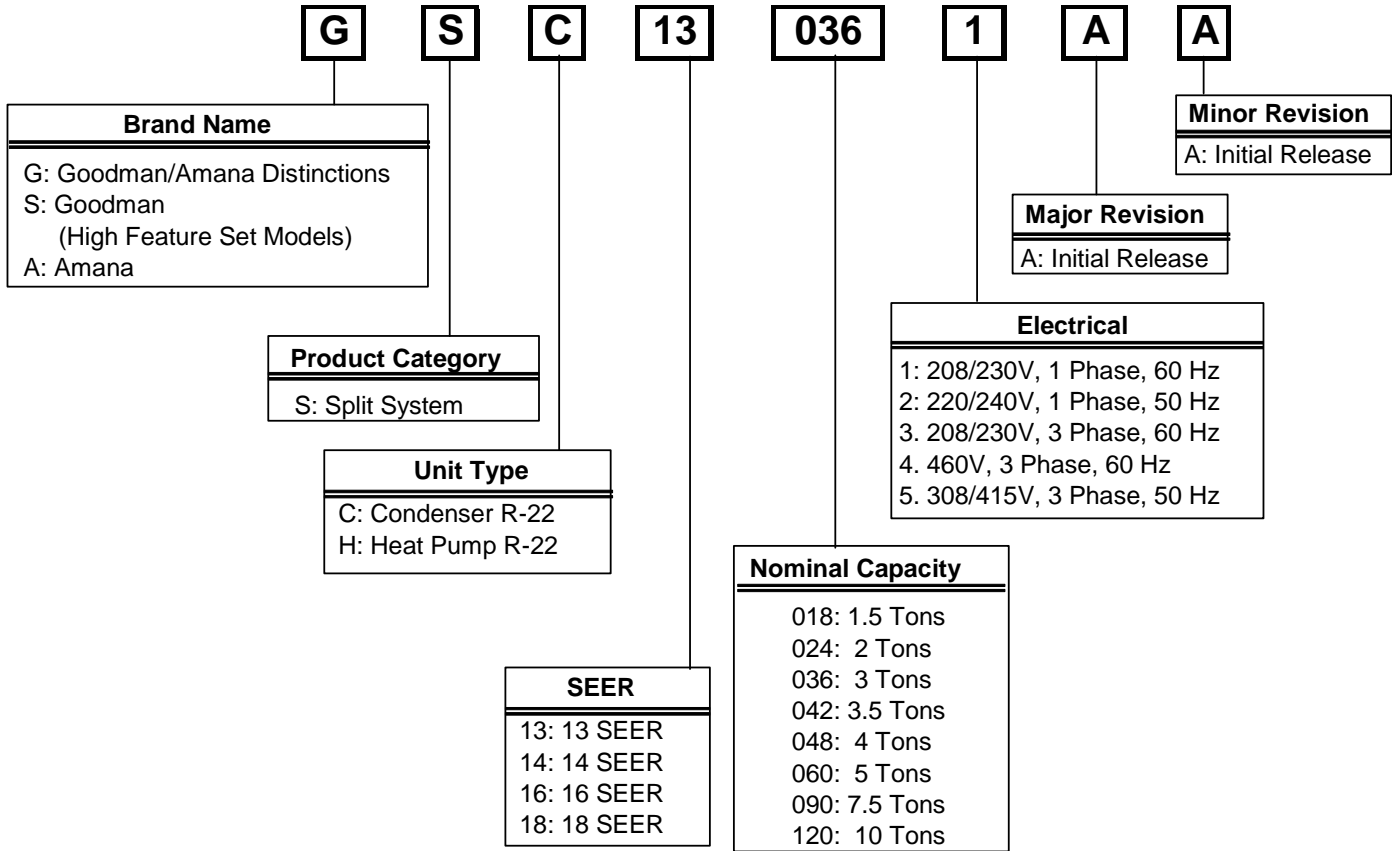 G S C 13 036 1 A A
Brand Name
G: Goodman/Amana Distinctions
S: Goodman
(High Feature Set Models)
A: Amana
Minor Revision
A: Initial Release
Major Revision
A: Initial Release
Electrical
1: 208/230V, 1 Phase, 60 Hz
2: 220/240V, 1 Phase, 50 Hz
3. 208/230V, 3 Phase, 60 Hz
4. 460V, 3 Phase, 60 Hz
5. 308/415V, 3 Phase, 50 Hz
Product Category
S: Split System
Unit Type
C: Condenser R-22
H: Heat Pump R-22
Nominal Capacity
018: 1.5 Tons
024: 2 Tons
036: 3 Tons
042: 3.5 Tons
048: 4 Tons
060: 5 Tons
090: 7.5 Tons
120: 10 Tons
SEER
13: 13 SEER
14: 14 SEER
16: 16 SEER
18: 18 SEER